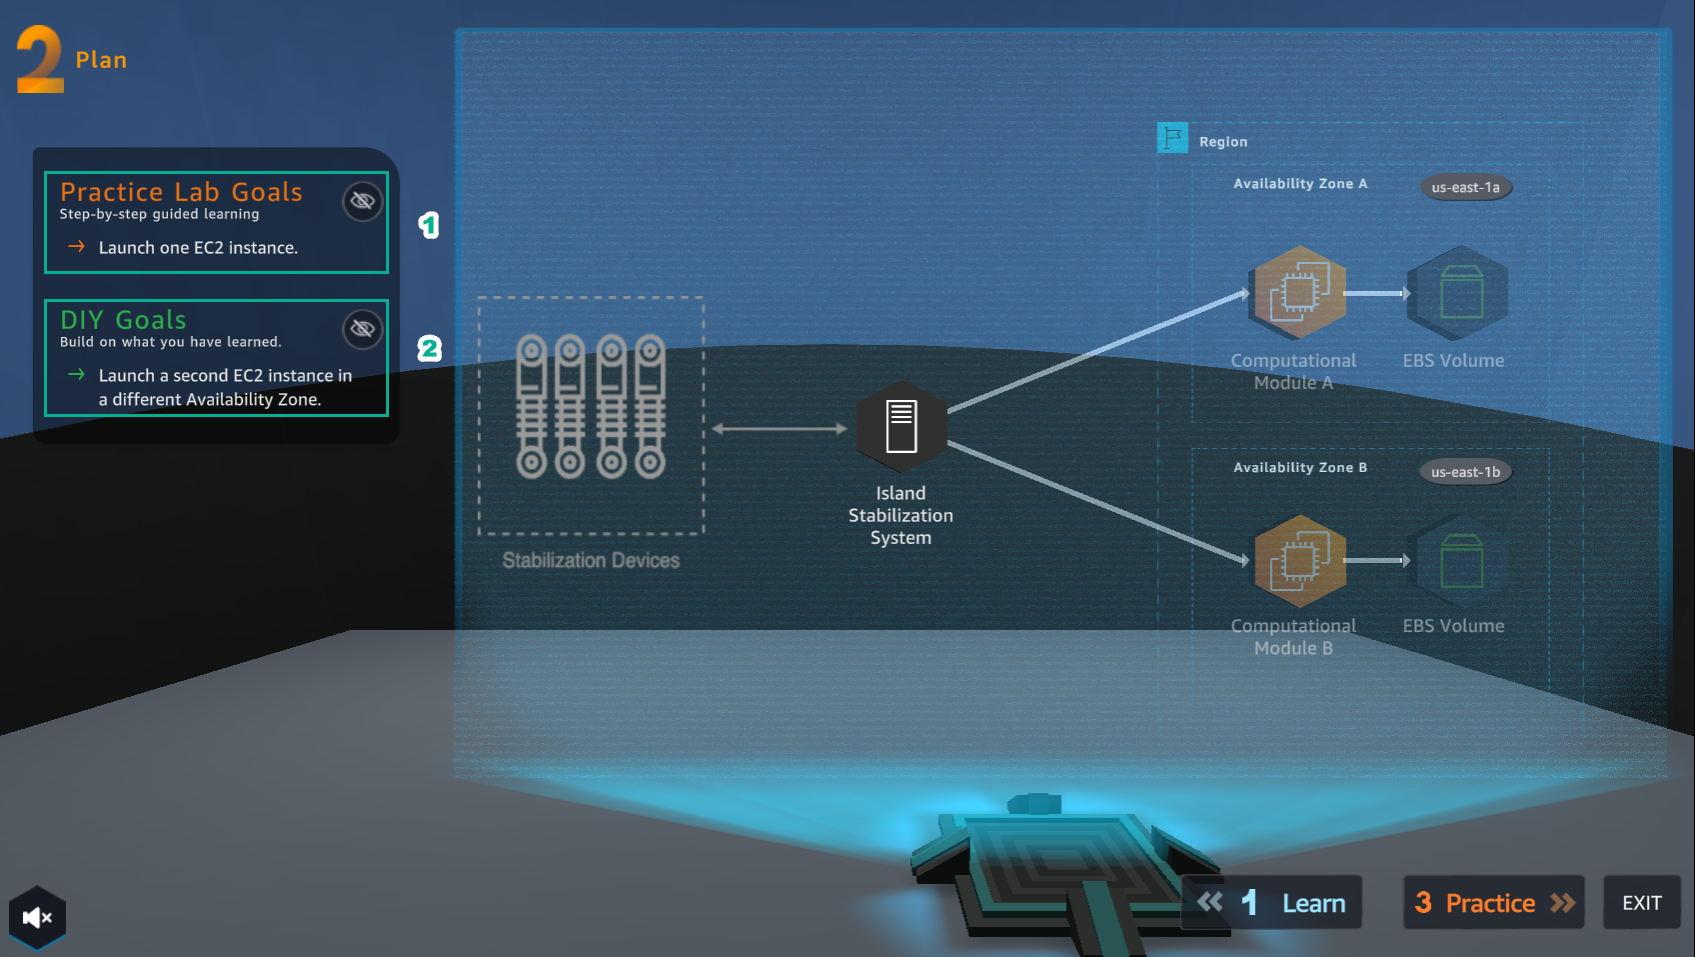 2 Plan
Practice Lab Goals
Step-by-step guided learning
→ Launch one EC2 instance.
1
DIY Goals
Build on what you have learned.
→ Launch a second EC2 instance in
a different Availability Zone.
2
Stabilization Devices
Island
Stabilization
System
Region
Availability Zone A
us-east-1a
Computational
Module A
EBS Volume
Availability Zone B
us-east-1b
Computational
Module B
EBS Volume
1 Learn
3 Practice
EXIT